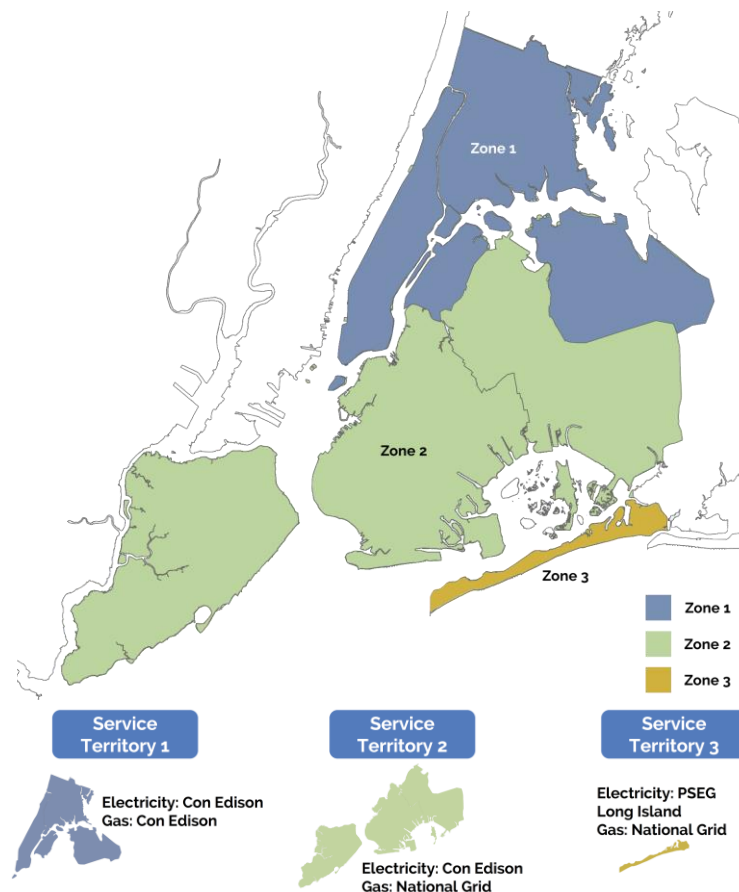 Zone 1
Zone 2
Zone 3
Zone 1
Zone 2
Zone 3
Service
Territory 1
Electricity: Con Edison
Gas: Con Edison
Service
Territory 2
Electricity: Con Edison
Gas: National Grid
Service
Territory 3
Electricity: PSEG
Long Island
Gas: National Grid